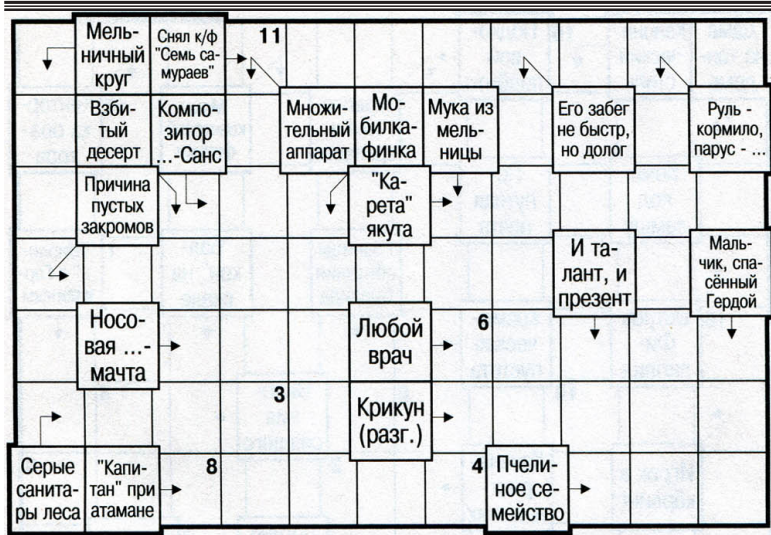 Мель-
ничный
круг
Снял к/ф
"Семь са-
мураев"
11
Взби-
тый
десерт
Компо-
зитор
...-Санс
Множи-
тельный
аппарат
Мо-
билка-
финка
Мука из
мель-
ницы
Его забег
не быстр,
но долог
Руль -
кормило,
парус - ...
Причина
пустых
закромов
"Ка-
рета"
якута
И та-
лант, и
презент
Маль-
чик, спа-
сённый
Гердой
Носо-
вая ...-
мачта
Любой
врач
6
3
Крикун
(разг.)
Серые
санита-
ры леса
"Капи-
тан" при
атамане
8
4
Пчели-
ное се-
мейство